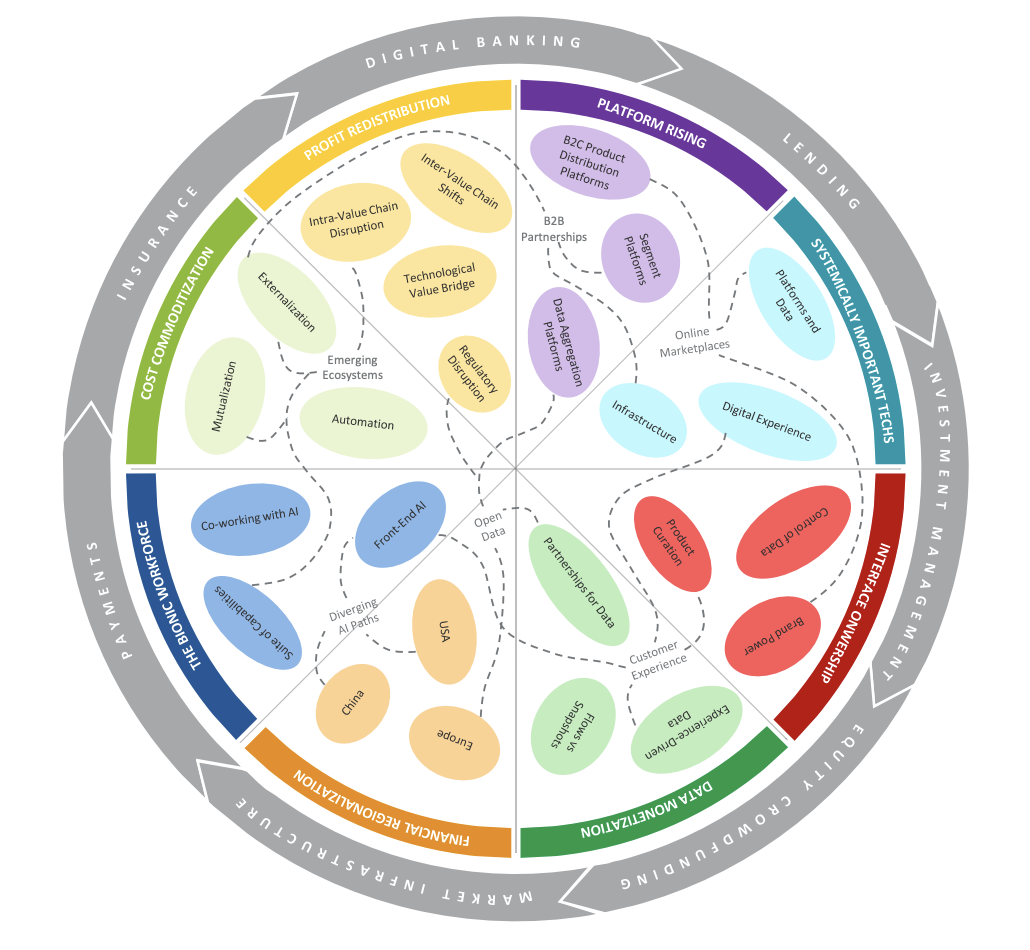 DIGITAL BANKING
LENDING
INVESTMENT MANAGEMENT
EQUITY CROWDFUNDING
MARKET INFRASTRUCTURE
PAYMENTS
INSURANCE
PROFIT REDISTRIBUTION
Inter-Value Chain
Shifts
Intra-Value Chain
Disruption
Technological
Value Bridge
Regulatory
Disruption
PLATFORM RISING
B2C Product
Distribution
Platforms
B2B
Partnerships
Segment
Platforms
Data Aggregation
Platforms
SYSTEMICALLY IMPORTANT TECHS
Platforms and
Data
Online
Marketplaces
Infrastructure
Digital Experience
INTERFACE ONWERSHIP
Control of Data
Product
Curation
Brand Power
Customer
Experience
DATA MONETIZATION
Partnerships for Data
Experience-Driven
Data
Flows vs
Snapshots
Open
Data
FINANCIAL REGIONALIZATION
USA
China
Europe
Diverging
AI Paths
THE BIONIC WORKFORCE
Front-End AI
Co-working with AI
Suite of Capabilities
COST COMMODITIZATION
Externalization
Mutualization
Automation
Emerging
Ecosystems